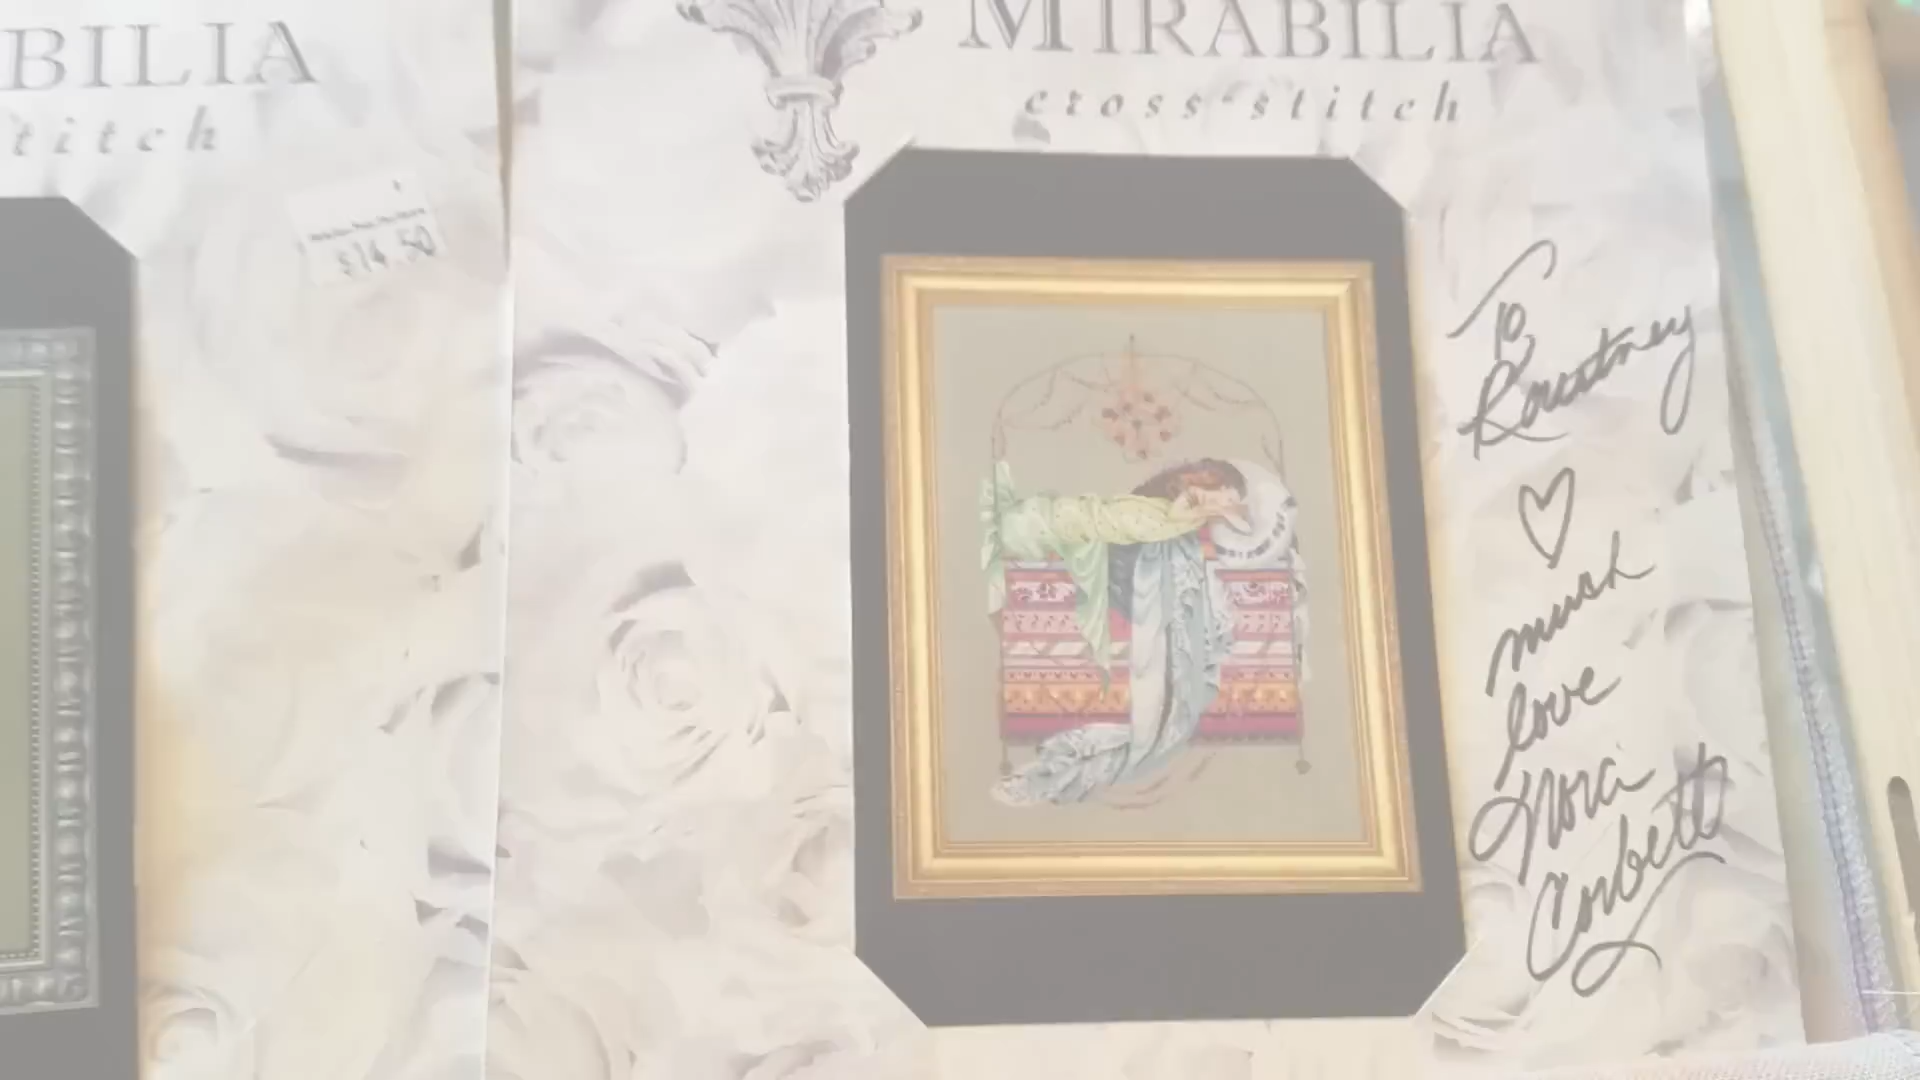 BILIA
titch
$14.50
MIRABILIA
cross-stitch
To
Kourtney
♡
much
love
Nora
Corbett